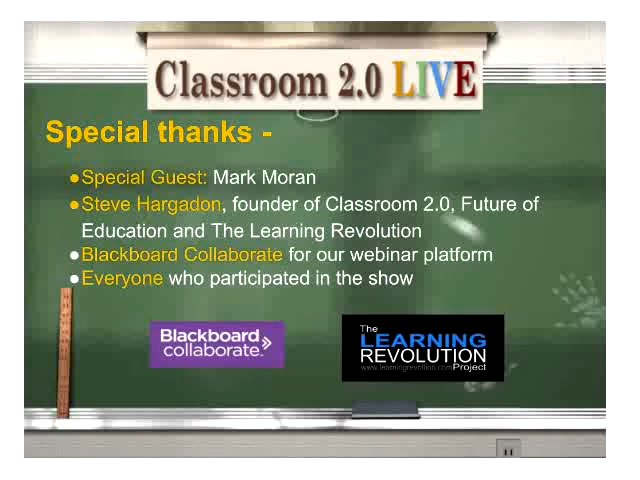 Classroom 2.0 LIVE
Special thanks -
●Special Guest: Mark Moran
●Steve Hargadon, founder of Classroom 2.0, Future of
Education and The Learning Revolution
●Blackboard Collaborate for our webinar platform
●Everyone who participated in the show
Blackboard
collaborate.™
The
LEARNING
REVOLUTION
Project